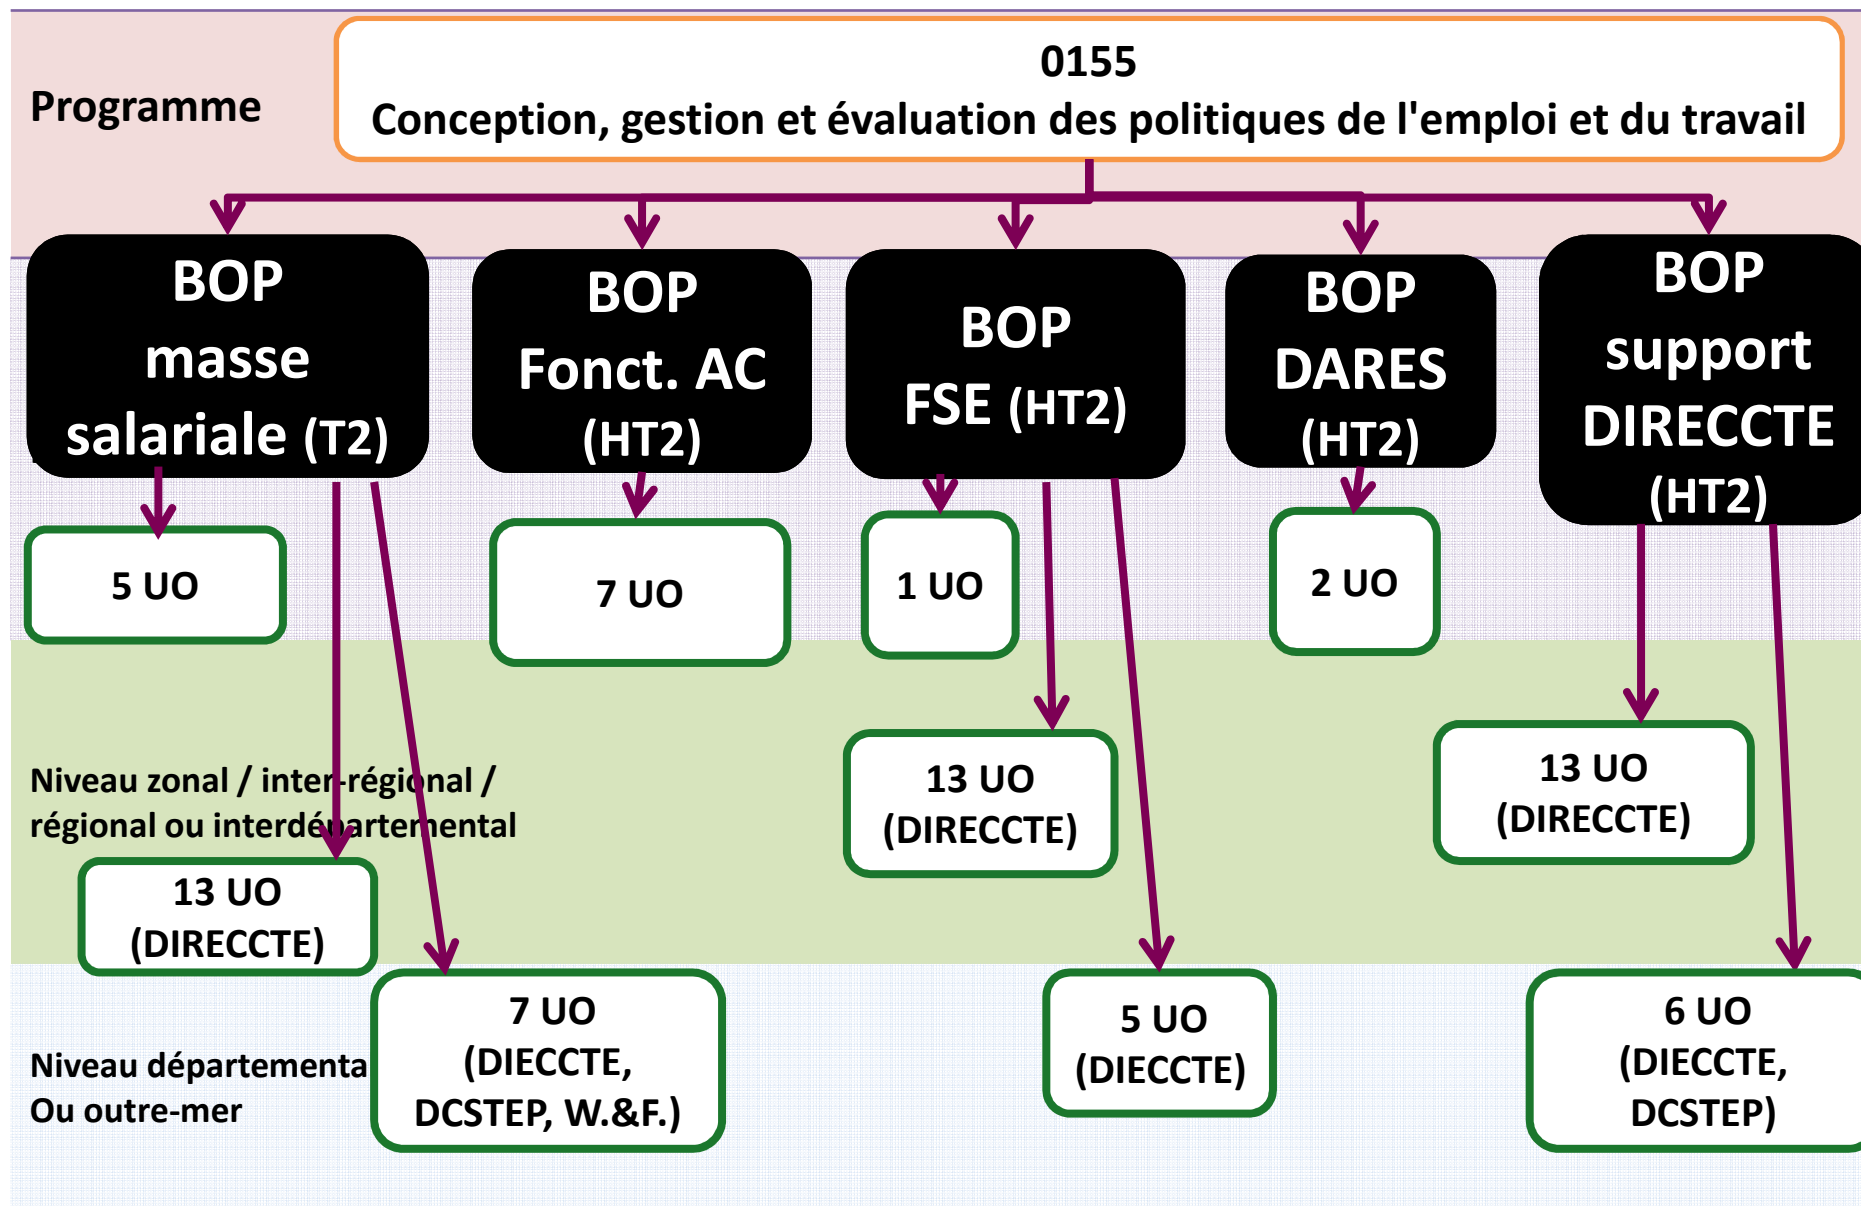 0155
Programme
Conception, gestion et évaluation des politiques de l'emploi et du travail
BOP
masse
salariale (T2)
BOP
Fonct. AC
(HT2)
BOP
FSE (HT2)
BOP
DARES
(HT2)
BOP
support
DIRECCTE
(HT2)
5 UO
7 UO
1 UO
2 UO
Niveau zonal / inter-régional /
régional ou interdépartemental
13 UO
(DIRECCTE)
13 UO
(DIRECCTE)
13 UO
(DIRECCTE)
Niveau départementa
Ou outre-mer
7 UO
(DIECCTE,
DCSTEP, W.&F.)
5 UO
(DIECCTE)
6 UO
(DIECCTE,
DCSTEP)